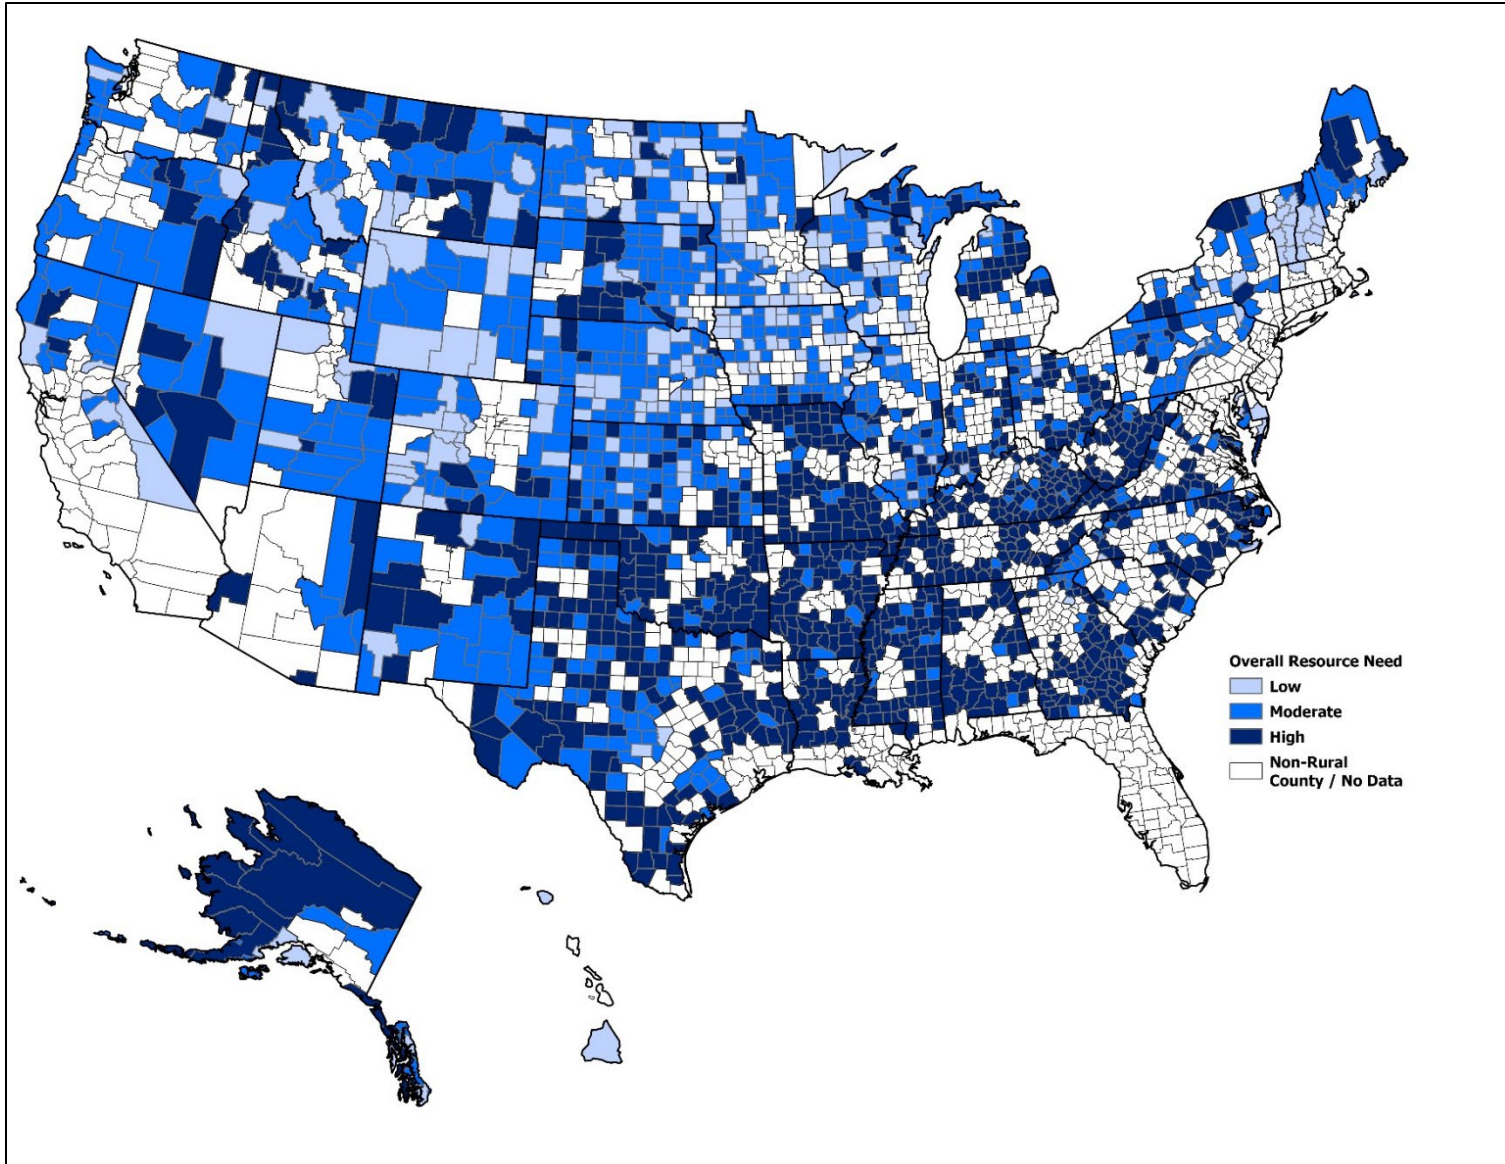 Overall Resource Need
Low
Moderate
High
Non-Rural
County / No Data